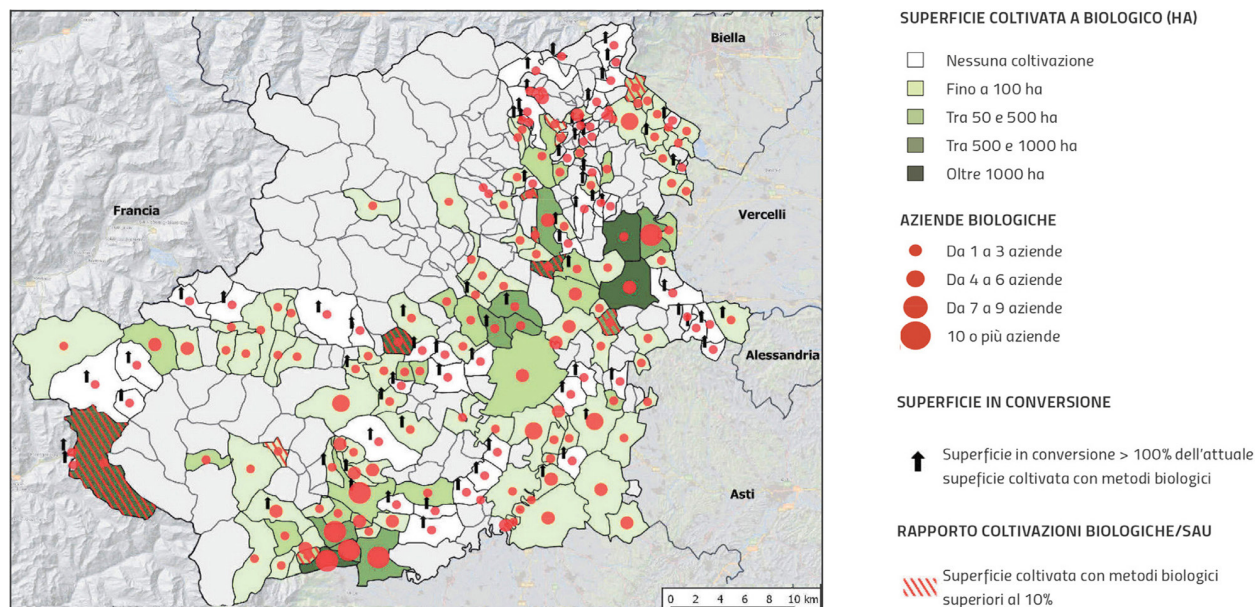 Biella
Francia
Vercelli
Alessandria
Asti
0 2 4 6 8 10 km
SUPERFICIE COLTIVATA A BIOLOGICO (HA)
Nessuna coltivazione
Fino a 100 ha
Tra 50 e 500 ha
Tra 500 e 1000 ha
Oltre 1000 ha
AZIENDE BIOLOGICHE
Da 1 a 3 aziende
Da 4 a 6 aziende
Da 7 a 9 aziende
10 o più aziende
SUPERFICIE IN CONVERSIONE
Superficie in conversione > 100% dell'attuale
supeficie coltivata con metodi biologici
RAPPORTO COLTIVAZIONI BIOLOGICHE/SAU
Superficie coltivata con metodi biologici
superiori al 10%